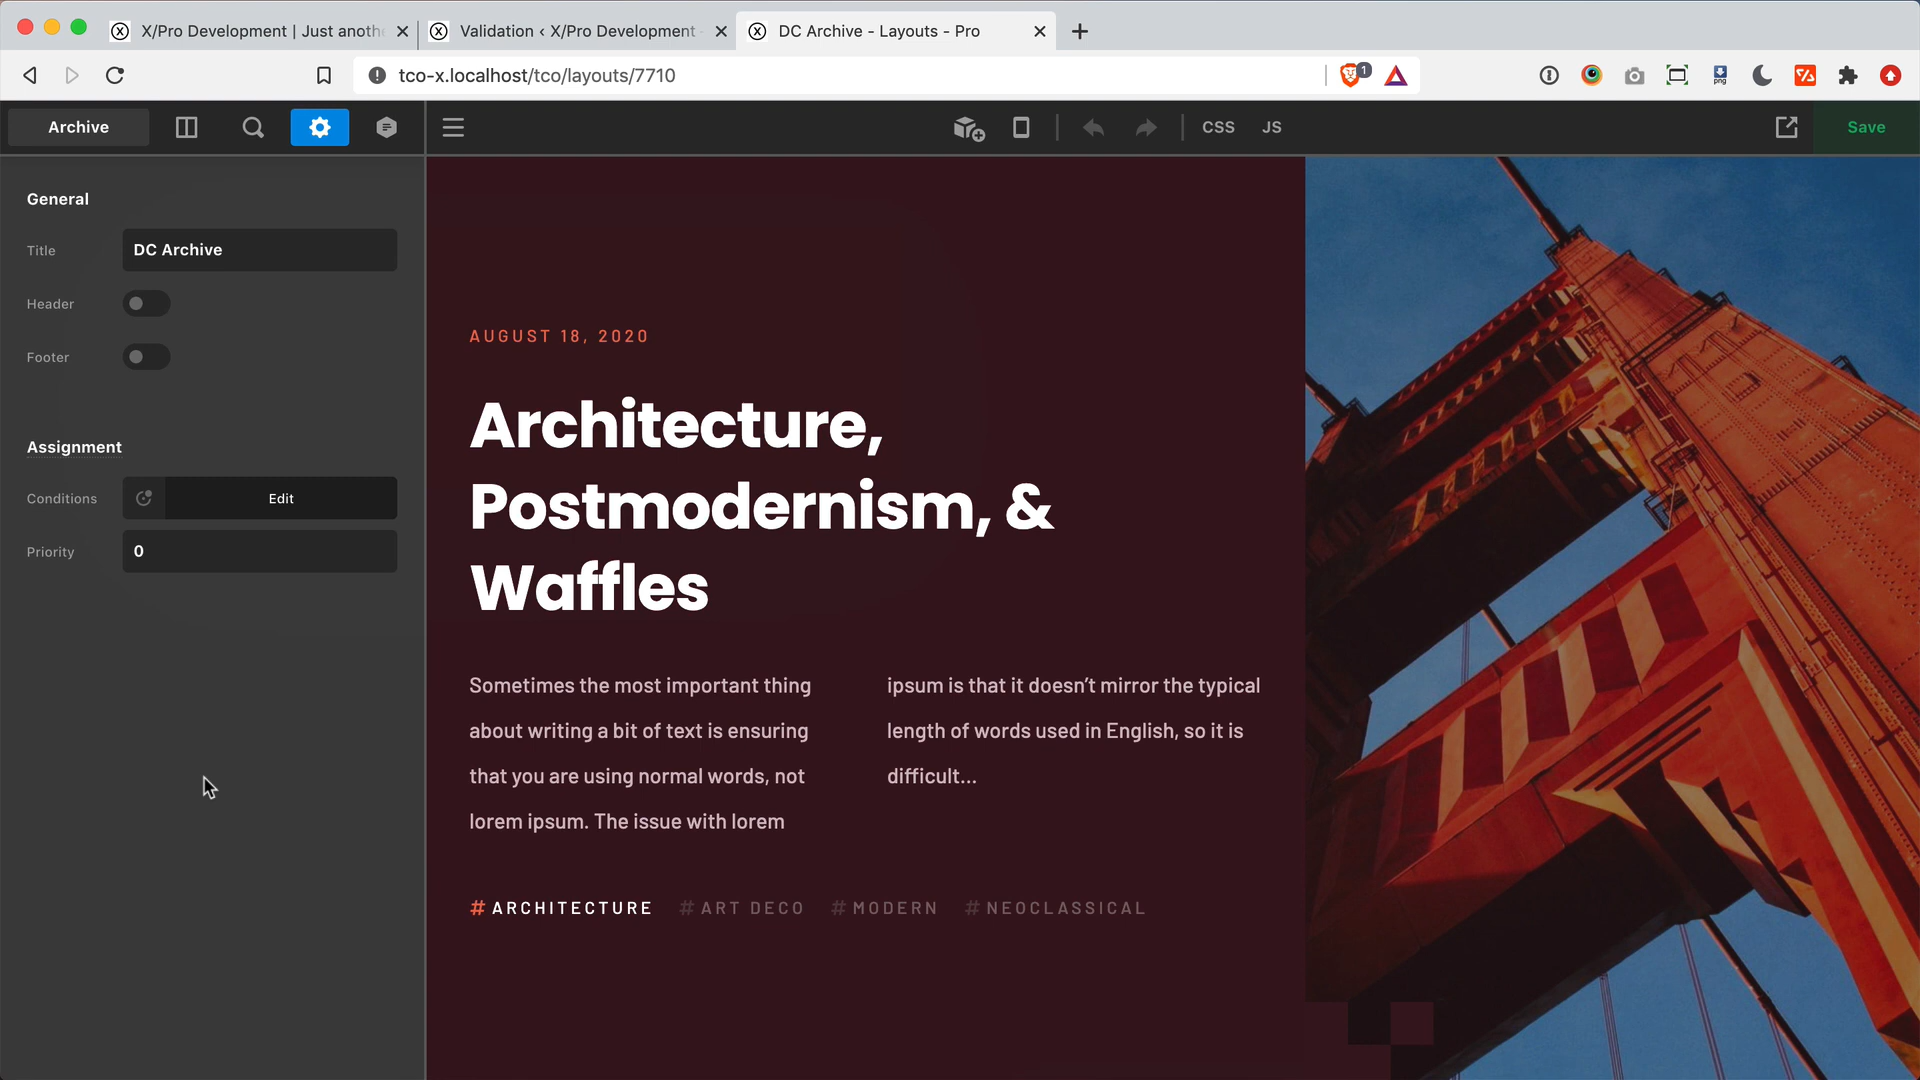 X/Pro Development | Just anoth
Validation ‹ X/Pro Development
DC Archive - Layouts - Pro
tco-x.localhost/tco/layouts/7710
1
png
Archive
CSS
JS
Save
General
Title
DC Archive
Header
Footer
Assignment
Conditions
Edit
Priority
0
AUGUST 18, 2020
Architecture,
Postmodernism, &
Waffles
Sometimes the most important thing
about writing a bit of text is ensuring
that you are using normal words, not
lorem ipsum. The issue with lorem
ipsum is that it doesn’t mirror the typical
length of words used in English, so it is
difficult…
# ARCHITECTURE # ART DECO # MODERN # NEOCLASSICAL